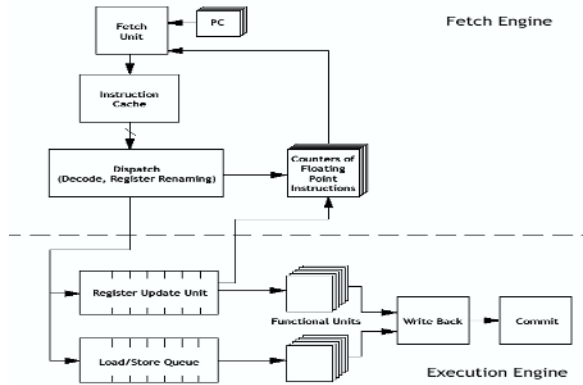 Fetch Engine
Fetch
Unit
PC
Instruction
Cache
Dispatch
(Decode, Register Renaming)
Counters of
Floating
Point
Instructions
Register Update Unit
Functional Units
Write Back
Commit
Load/Store Queue
Execution Engine